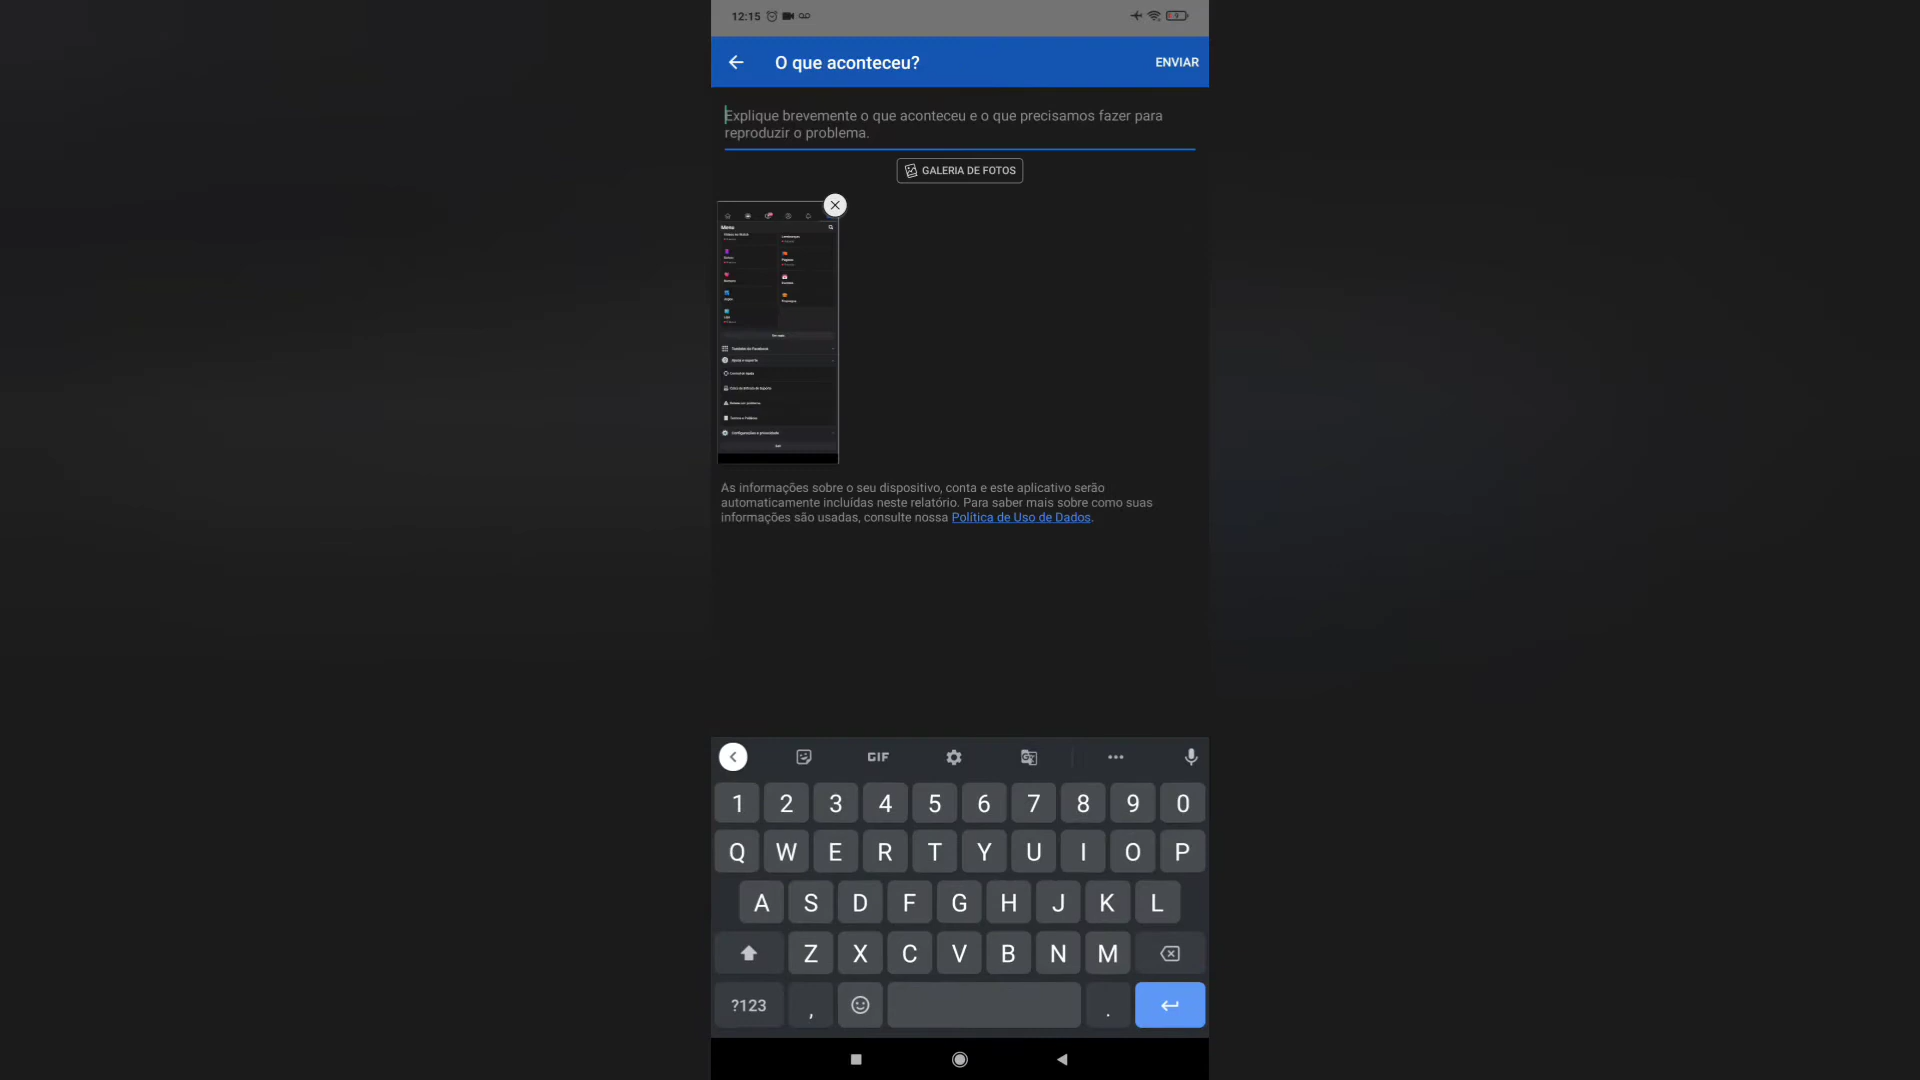 12:15
9
O que aconteceu?
ENVIAR
Explique brevemente o que aconteceu e o que precisamos fazer para
reproduzir o problema.
GALERIA DE FOTOS
Menu
As informações sobre o seu dispositivo, conta e este aplicativo serão
automaticamente incluídas neste relatório. Para saber mais sobre como suas
informações são usadas, consulte nossa Política de Uso de Dados.
GIF
1 2 3 4 5 6 7 8 9 0
Q W E R T Y U I O P
A S D F G H J K L
Z X C V B N M
?123 , .